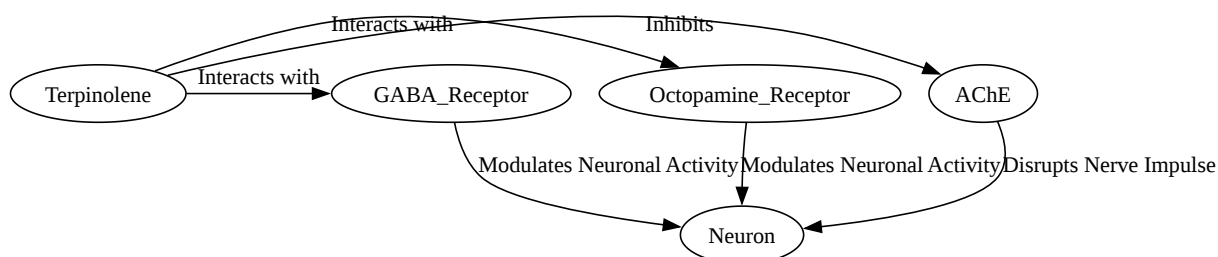 Interacts with
Inhibits
Interacts with
Terpinolene
GABA_Receptor
Octopamine_Receptor
AChE
Modulates Neuronal Activity
Modulates Neuronal Activity
Disrupts Nerve Impulse
Neuron